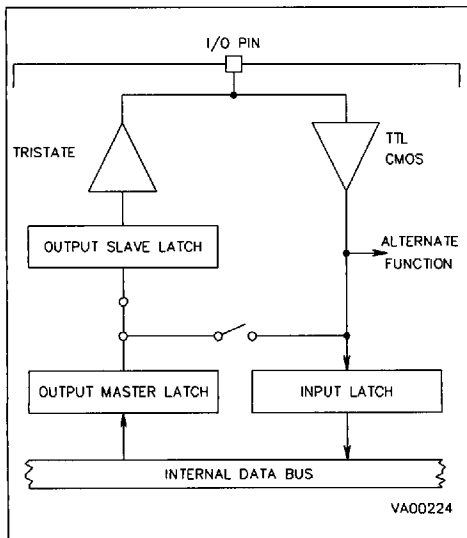 I/O PIN
TRISTATE
TTL
CMOS
OUTPUT SLAVE LATCH
ALTERNATE
FUNCTION
OUTPUT MASTER LATCH
INPUT LATCH
INTERNAL DATA BUS
VA00224